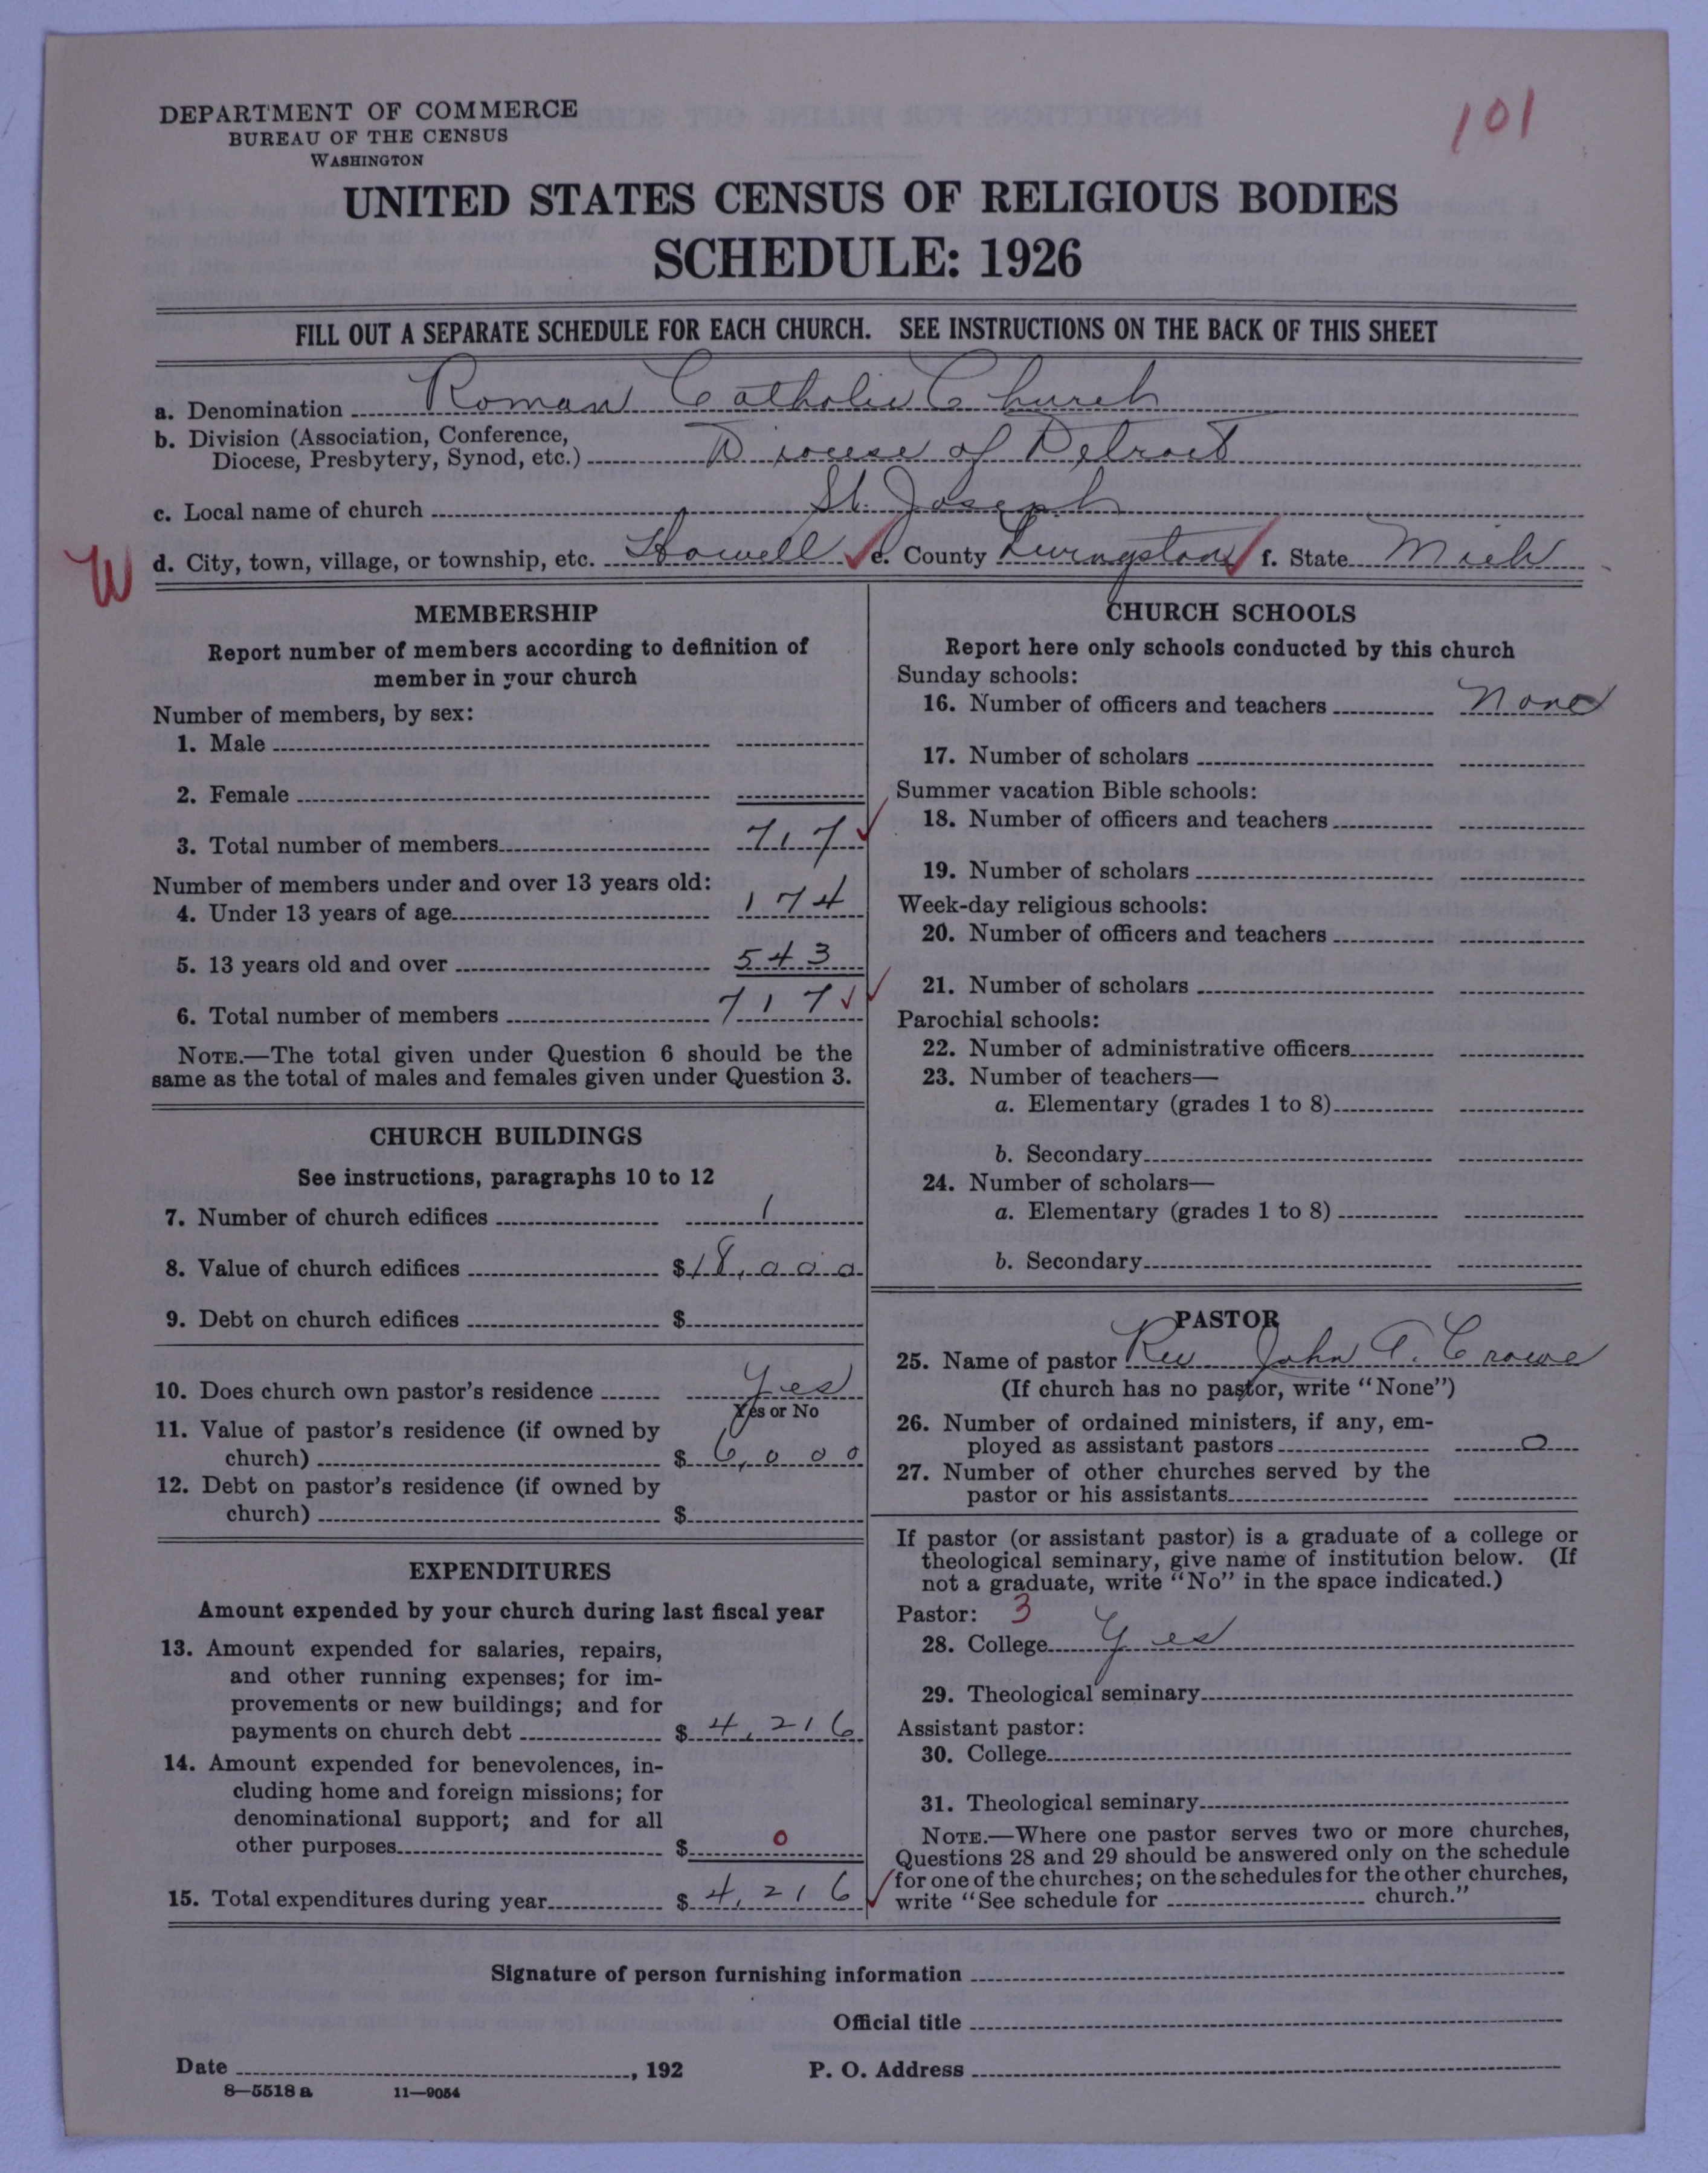 101
DEPARTMENT OF COMMERCE
BUREAU OF THE CENSUS
WASHINGTON
UNITED STATES CENSUS OF RELIGIOUS BODIES
SCHEDULE: 1926
FILL OUT A SEPARATE SCHEDULE FOR EACH CHURCH. SEE INSTRUCTIONS ON THE BACK OF THIS SHEET
a. Denomination Roman Catholic Church
b. Division (Association, Conference,
Diocese, Presbytery, Synod, etc.) Diocese of Detroit
c. Local name of church St. Joseph
W d. City, town, village, or township, etc. Howell ✓ e. County Livingston ✓ f. State Mich
MEMBERSHIP
Report number of members according to definition of
member in your church
Number of members, by sex:
1. Male
2. Female
3. Total number of members 717 ✓
Number of members under and over 13 years old:
4. Under 13 years of age 174
5. 13 years old and over 543
6. Total number of members 717 ✓ ✓
NOTE.—The total given under Question 6 should be the
same as the total of males and females given under Question 3.
CHURCH BUILDINGS
See instructions, paragraphs 10 to 12
7. Number of church edifices 1
8. Value of church edifices $18,000
9. Debt on church edifices $
10. Does church own pastor's residence Yes
Yes or No
11. Value of pastor's residence (if owned by
church) $ 6,000
12. Debt on pastor's residence (if owned by
church) $
EXPENDITURES
Amount expended by your church during last fiscal year
13. Amount expended for salaries, repairs,
and other running expenses; for im-
provements or new buildings; and for
payments on church debt $ 4,216
14. Amount expended for benevolences, in-
cluding home and foreign missions; for
denominational support; and for all
other purposes $ 0
15. Total expenditures during year $ 4,216 ✓
CHURCH SCHOOLS
Report here only schools conducted by this church
Sunday schools:
16. Number of officers and teachers None
17. Number of scholars
Summer vacation Bible schools:
18. Number of officers and teachers
19. Number of scholars
Week-day religious schools:
20. Number of officers and teachers
21. Number of scholars
Parochial schools:
22. Number of administrative officers
23. Number of teachers—
a. Elementary (grades 1 to 8)
b. Secondary
24. Number of scholars—
a. Elementary (grades 1 to 8)
b. Secondary
PASTOR
25. Name of pastor Rev John T. Crowe
(If church has no pastor, write "None")
26. Number of ordained ministers, if any, em-
ployed as assistant pastors 0
27. Number of other churches served by the
pastor or his assistants
If pastor (or assistant pastor) is a graduate of a college or
theological seminary, give name of institution below. (If
not a graduate, write "No" in the space indicated.)
Pastor: 3
28. College Yes
29. Theological seminary
Assistant pastor:
30. College
31. Theological seminary
NOTE.—Where one pastor serves two or more churches,
Questions 28 and 29 should be answered only on the schedule
for one of the churches; on the schedules for the other churches,
write "See schedule for church."
Signature of person furnishing information
Official title
Date , 192 P. O. Address
8—5518 a 11—9054